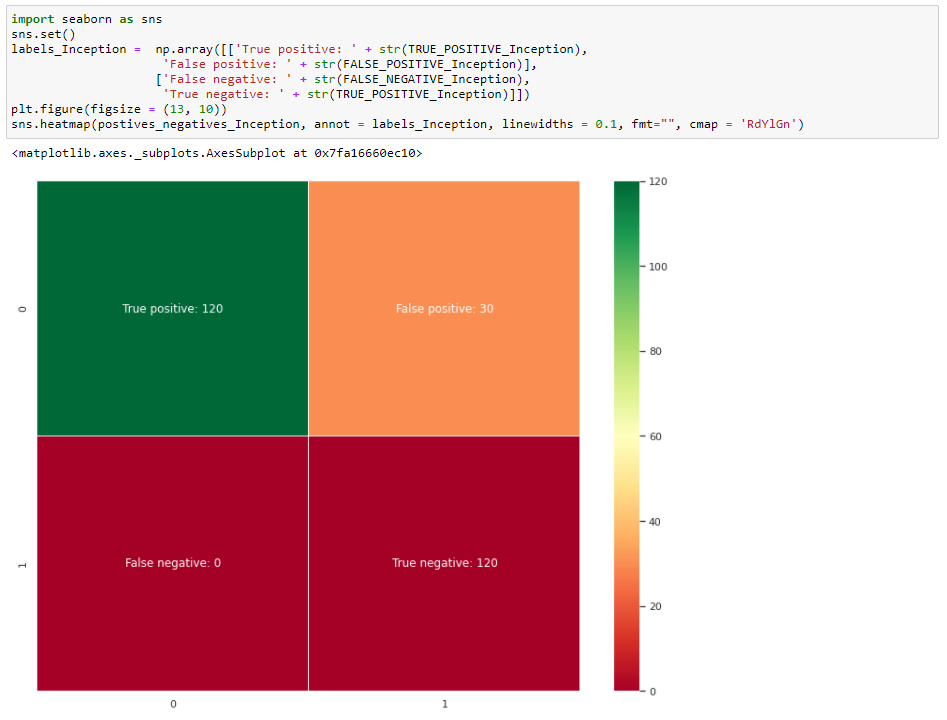 import seaborn as sns
sns.set()
labels_Inception =  np.array([['True positive: ' + str(TRUE_POSITIVE_Inception),
                     'False positive: ' + str(FALSE_POSITIVE_Inception)],
                    ['False negative: ' + str(FALSE_NEGATIVE_Inception),
                     'True negative: ' + str(TRUE_POSITIVE_Inception)]])
plt.figure(figsize = (13, 10))
sns.heatmap(postives_negatives_Inception, annot = labels_Inception, linewidths = 0.1, fmt="", cmap = 'RdYlGn')
<matplotlib.axes._subplots.AxesSubplot at 0x7fa16660ec10>
120
100
80
60
40
20
0
0
True positive: 120
False positive: 30
1
False negative: 0
True negative: 120
0
1